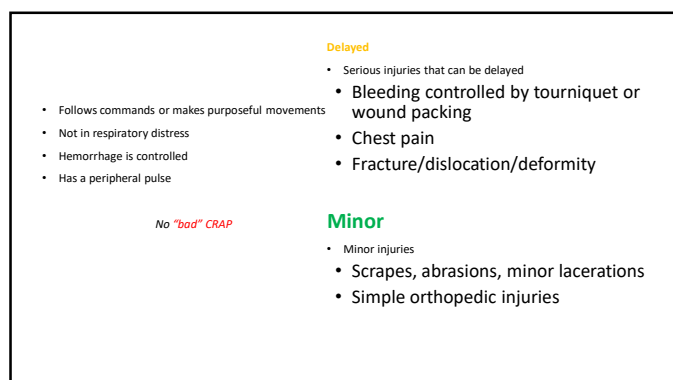 Delayed
• Serious injuries that can be delayed
• Bleeding controlled by tourniquet or
wound packing
• Chest pain
• Fracture/dislocation/deformity
• Follows commands or makes purposeful movements
• Not in respiratory distress
• Hemorrhage is controlled
• Has a peripheral pulse
No “bad” CRAP
Minor
• Minor injuries
• Scrapes, abrasions, minor lacerations
• Simple orthopedic injuries